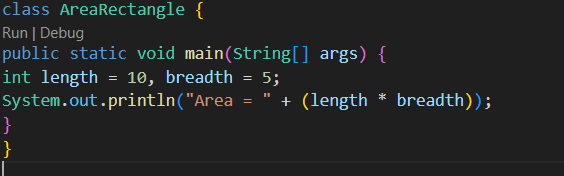 class AreaRectangle {
Run | Debug
public static void main(String[] args) {
int length = 10, breadth = 5;
System.out.println("Area = " + (length * breadth));
}
}